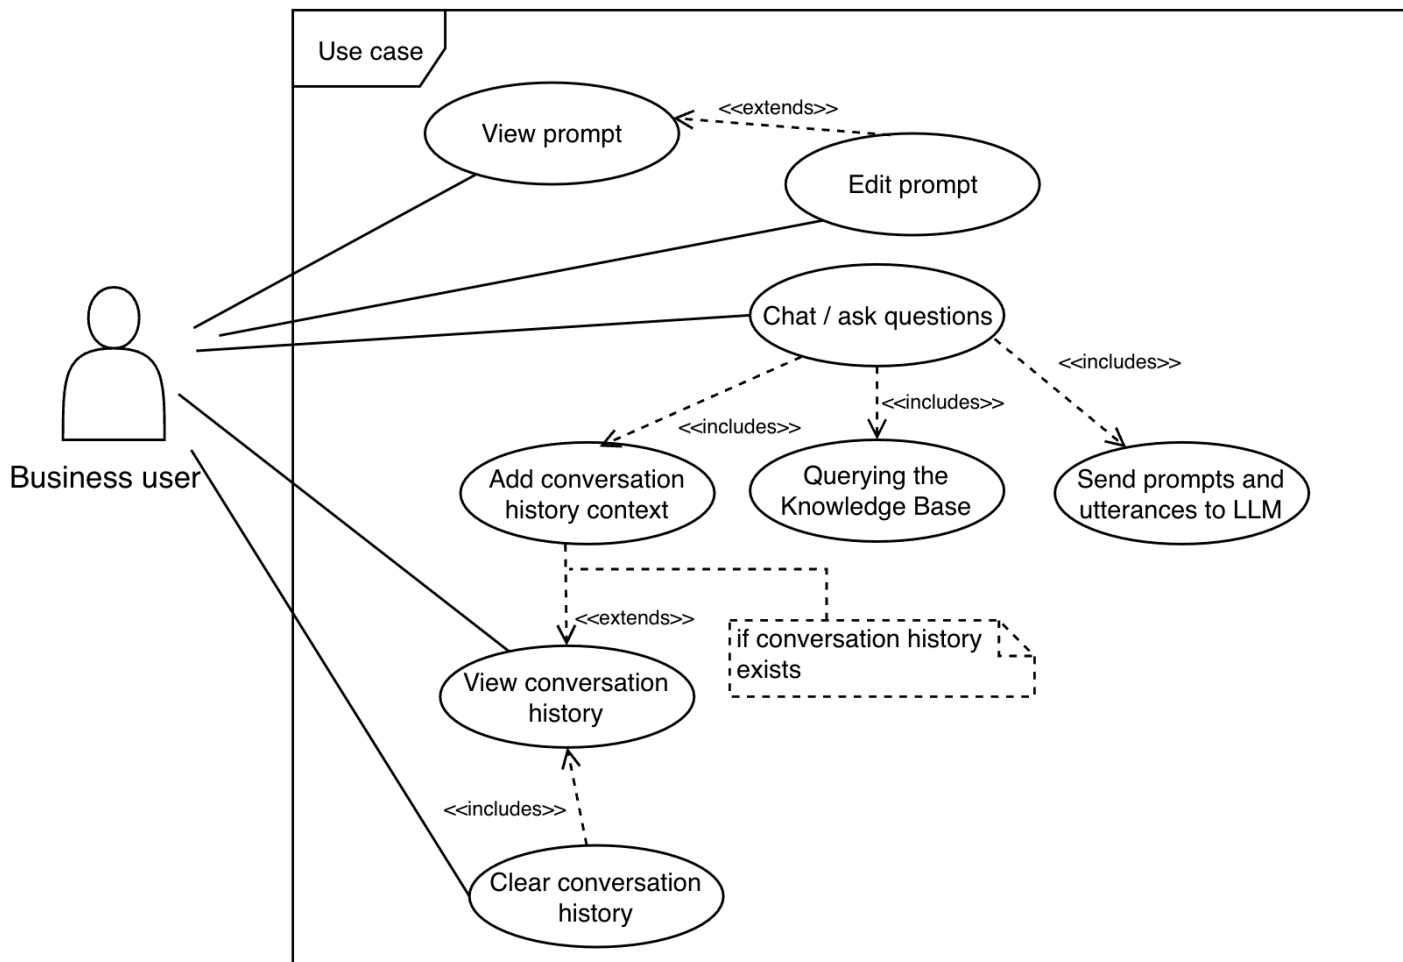 Use case
View prompt
<<extends>>
Edit prompt
Chat / ask questions
<<includes>>
<<includes>>
<<includes>>
Business user
Add conversation
history context
Querying the
Knowledge Base
Send prompts and
utterances to LLM
<<extends>>
if conversation history
exists
View conversation
history
<<includes>>
Clear conversation
history